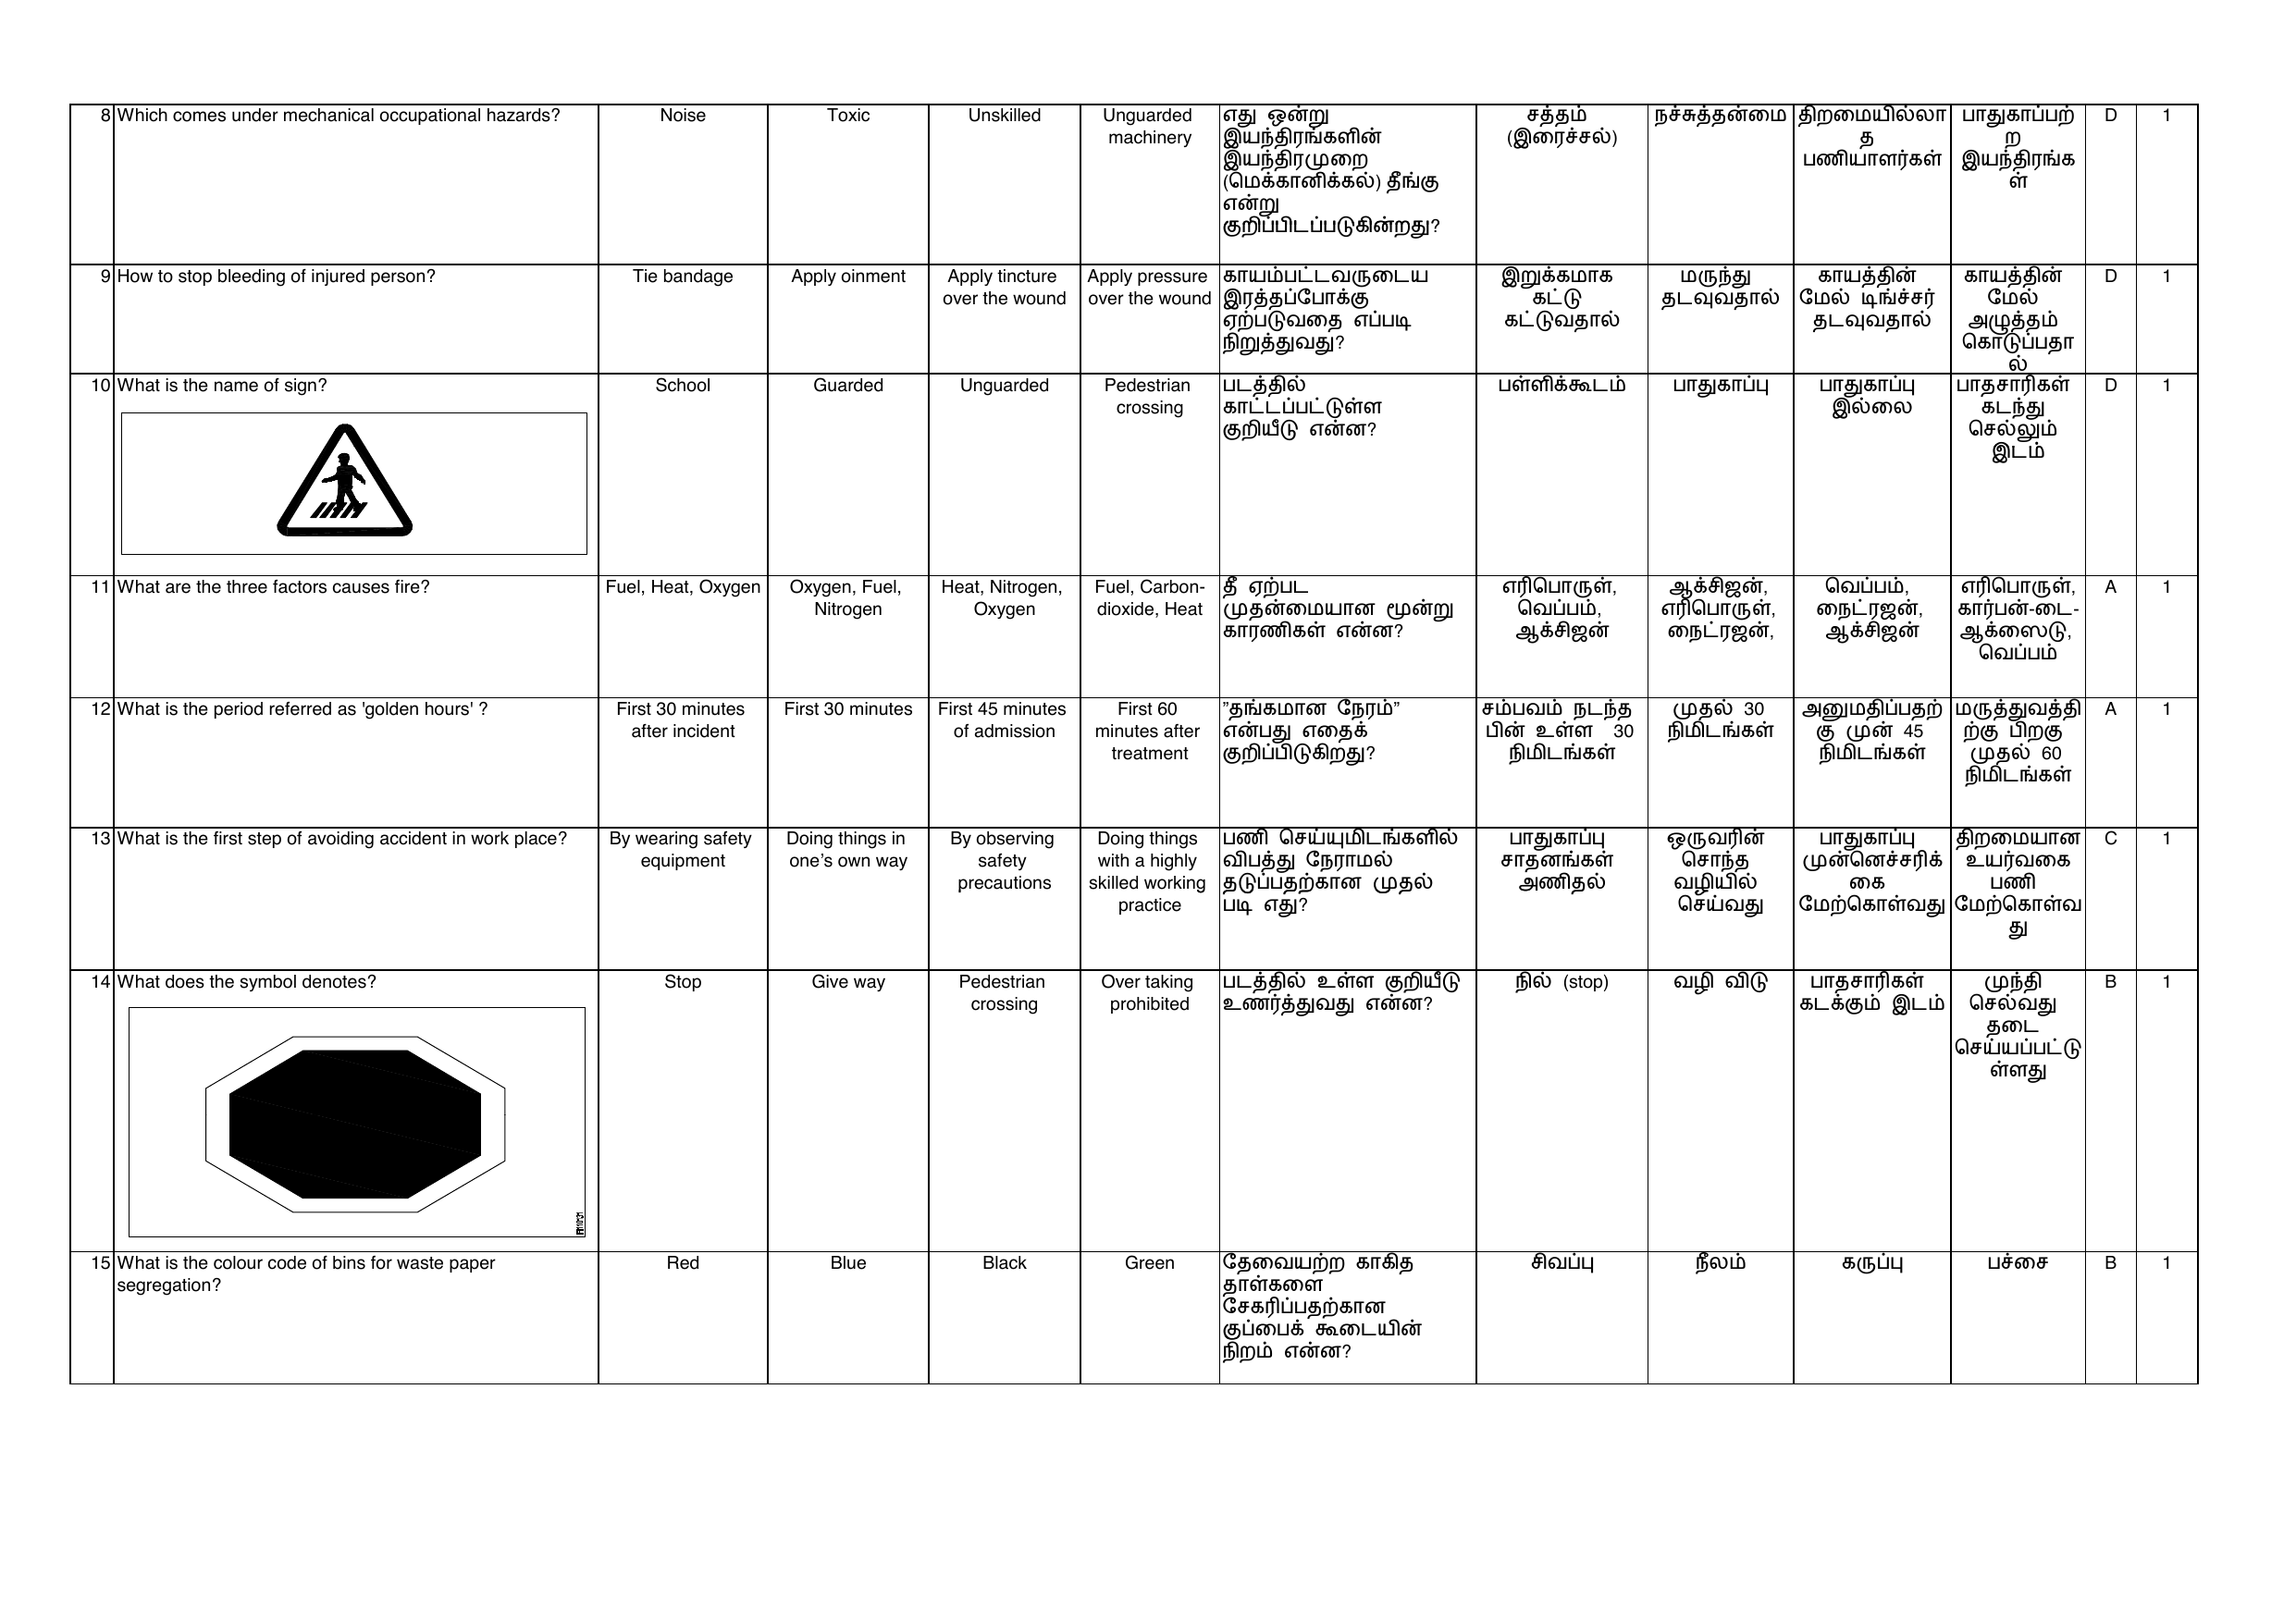 8 Which comes under mechanical occupational hazards?
Noise
Toxic
Unskilled
Unguarded
machinery
எது ஒன்று
இயந்திரங்களின்
இயந்திரமுறை
(மெக்கானிக்கல்) தீங்கு
என்று
குறிப்பிடப்படுகின்றது?
சத்தம்
(இரைச்சல்)
நச்சுத்தன்மை
திறமையில்லா
த
பணியாளர்கள்
பாதுகாப்பற்
ற
இயந்திரங்க
ள்
D
1
9 How to stop bleeding of injured person?
Tie bandage
Apply oinment
Apply tincture
over the wound
Apply pressure
over the wound
காயம்பட்டவருடைய
இரத்தப்போக்கு
ஏற்படுவதை எப்படி
நிறுத்துவது?
இறுக்கமாக
கட்டு
கட்டுவதால்
மருந்து
தடவுவதால்
காயத்தின்
மேல் டிங்ச்சர்
தடவுவதால்
காயத்தின்
மேல்
அழுத்தம்
கொடுப்பதா
ல்
D
1
10 What is the name of sign?
School
Guarded
Unguarded
Pedestrian
crossing
படத்தில்
காட்டப்பட்டுள்ள
குறியீடு என்ன?
பள்ளிக்கூடம்
பாதுகாப்பு
பாதுகாப்பு
இல்லை
பாதசாரிகள்
கடந்து
செல்லும்
இடம்
D
1
11 What are the three factors causes fire?
Fuel, Heat, Oxygen
Oxygen, Fuel,
Nitrogen
Heat, Nitrogen,
Oxygen
Fuel, Carbon-
dioxide, Heat
தீ ஏற்பட
முதன்மையான மூன்று
காரணிகள் என்ன?
எரிபொருள்,
வெப்பம்,
ஆக்சிஜன்
ஆக்சிஜன்,
எரிபொருள்,
நைட்ரஜன்,
வெப்பம்,
நைட்ரஜன்,
ஆக்சிஜன்
எரிபொருள்,
கார்பன்-டை-
ஆக்ஸைடு,
வெப்பம்
A
1
12 What is the period referred as 'golden hours' ?
First 30 minutes
after incident
First 30 minutes
First 45 minutes
of admission
First 60
minutes after
treatment
”தங்கமான நேரம்”
என்பது எதைக்
குறிப்பிடுகிறது?
சம்பவம் நடந்த
பின் உள்ள 30
நிமிடங்கள்
முதல் 30
நிமிடங்கள்
அனுமதிப்பதற்
கு முன் 45
நிமிடங்கள்
மருத்துவத்தி
ற்கு பிறகு
முதல் 60
நிமிடங்கள்
A
1
13 What is the first step of avoiding accident in work place?
By wearing safety
equipment
Doing things in
one’s own way
By observing
safety
precautions
Doing things
with a highly
skilled working
practice
பணி செய்யுமிடங்களில்
விபத்து நேராமல்
தடுப்பதற்கான முதல்
படி எது?
பாதுகாப்பு
சாதனங்கள்
அணிதல்
ஒருவரின்
சொந்த
வழியில்
செய்வது
பாதுகாப்பு
முன்னெச்சரிக்
கை
மேற்கொள்வது
திறமையான
உயர்வகை
பணி
மேற்கொள்வ
து
C
1
14 What does the symbol denotes?
Stop
Give way
Pedestrian
crossing
Over taking
prohibited
படத்தில் உள்ள குறியீடு
உணர்த்துவது என்ன?
நில் (stop)
வழி விடு
பாதசாரிகள்
கடக்கும் இடம்
முந்தி
செல்வது
தடை
செய்யப்பட்டு
ள்ளது
B
1
15 What is the colour code of bins for waste paper
segregation?
Red
Blue
Black
Green
தேவையற்ற காகித
தாள்களை
சேகரிப்பதற்கான
குப்பைக் கூடையின்
நிறம் என்ன?
சிவப்பு
நீலம்
கருப்பு
பச்சை
B
1